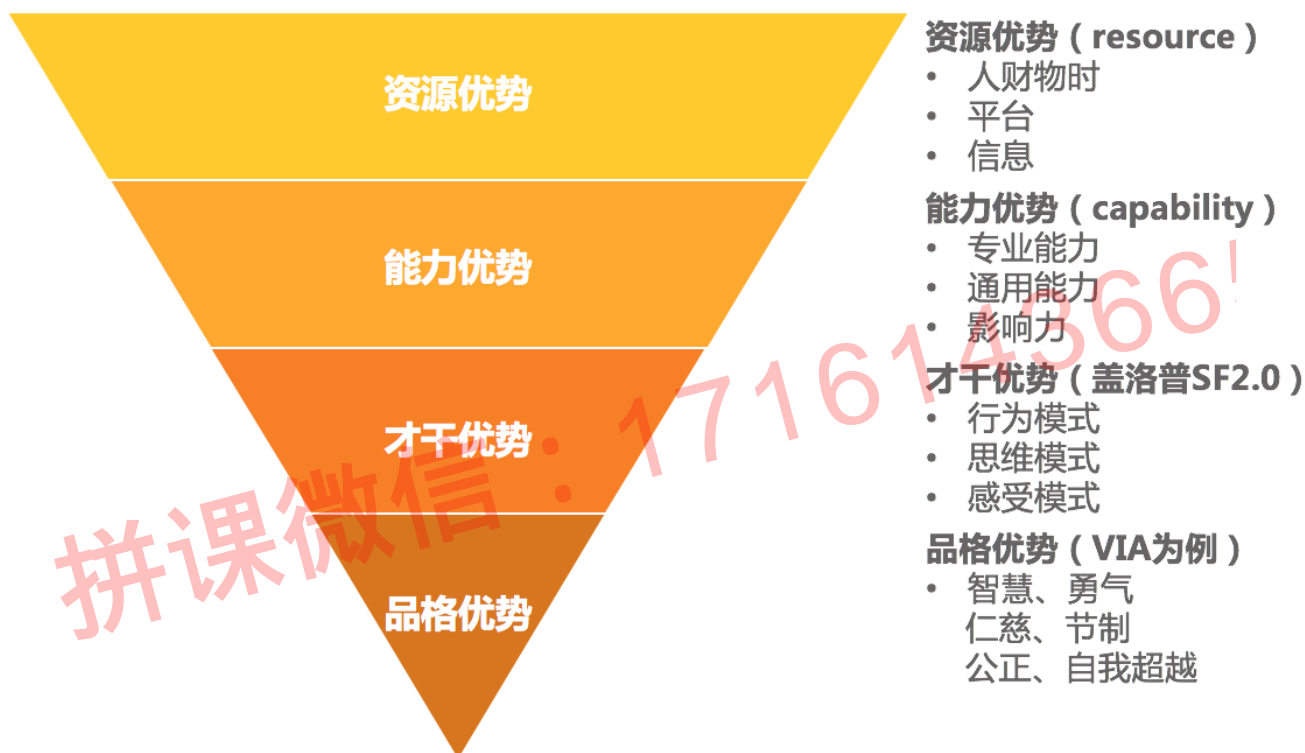 资源优势
能力优势
才干优势
品格优势
资源优势（resource）
• 人财物时
• 平台
• 信息
能力优势（capability）
• 专业能力
• 通用能力
• 影响力
才干优势（盖洛普SF2.0）
• 行为模式
• 思维模式
• 感受模式
品格优势（VIA为例）
• 智慧、勇气
仁慈、节制
公正、自我超越
拼课微信：171614366